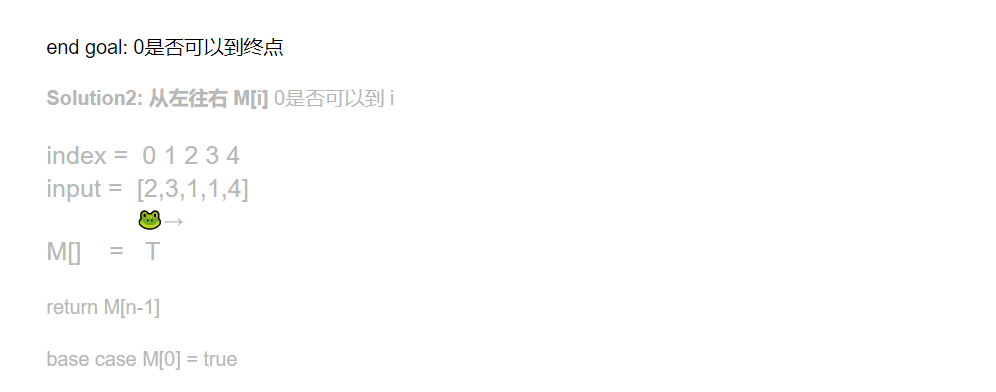 end goal: 0是否可以到终点
Solution2: 从左往右 M[i] 0是否可以到 i
index = 0 1 2 3 4
input = [2,3,1,1,4]
🐸→
M[] = T
return M[n-1]
base case M[0] = true